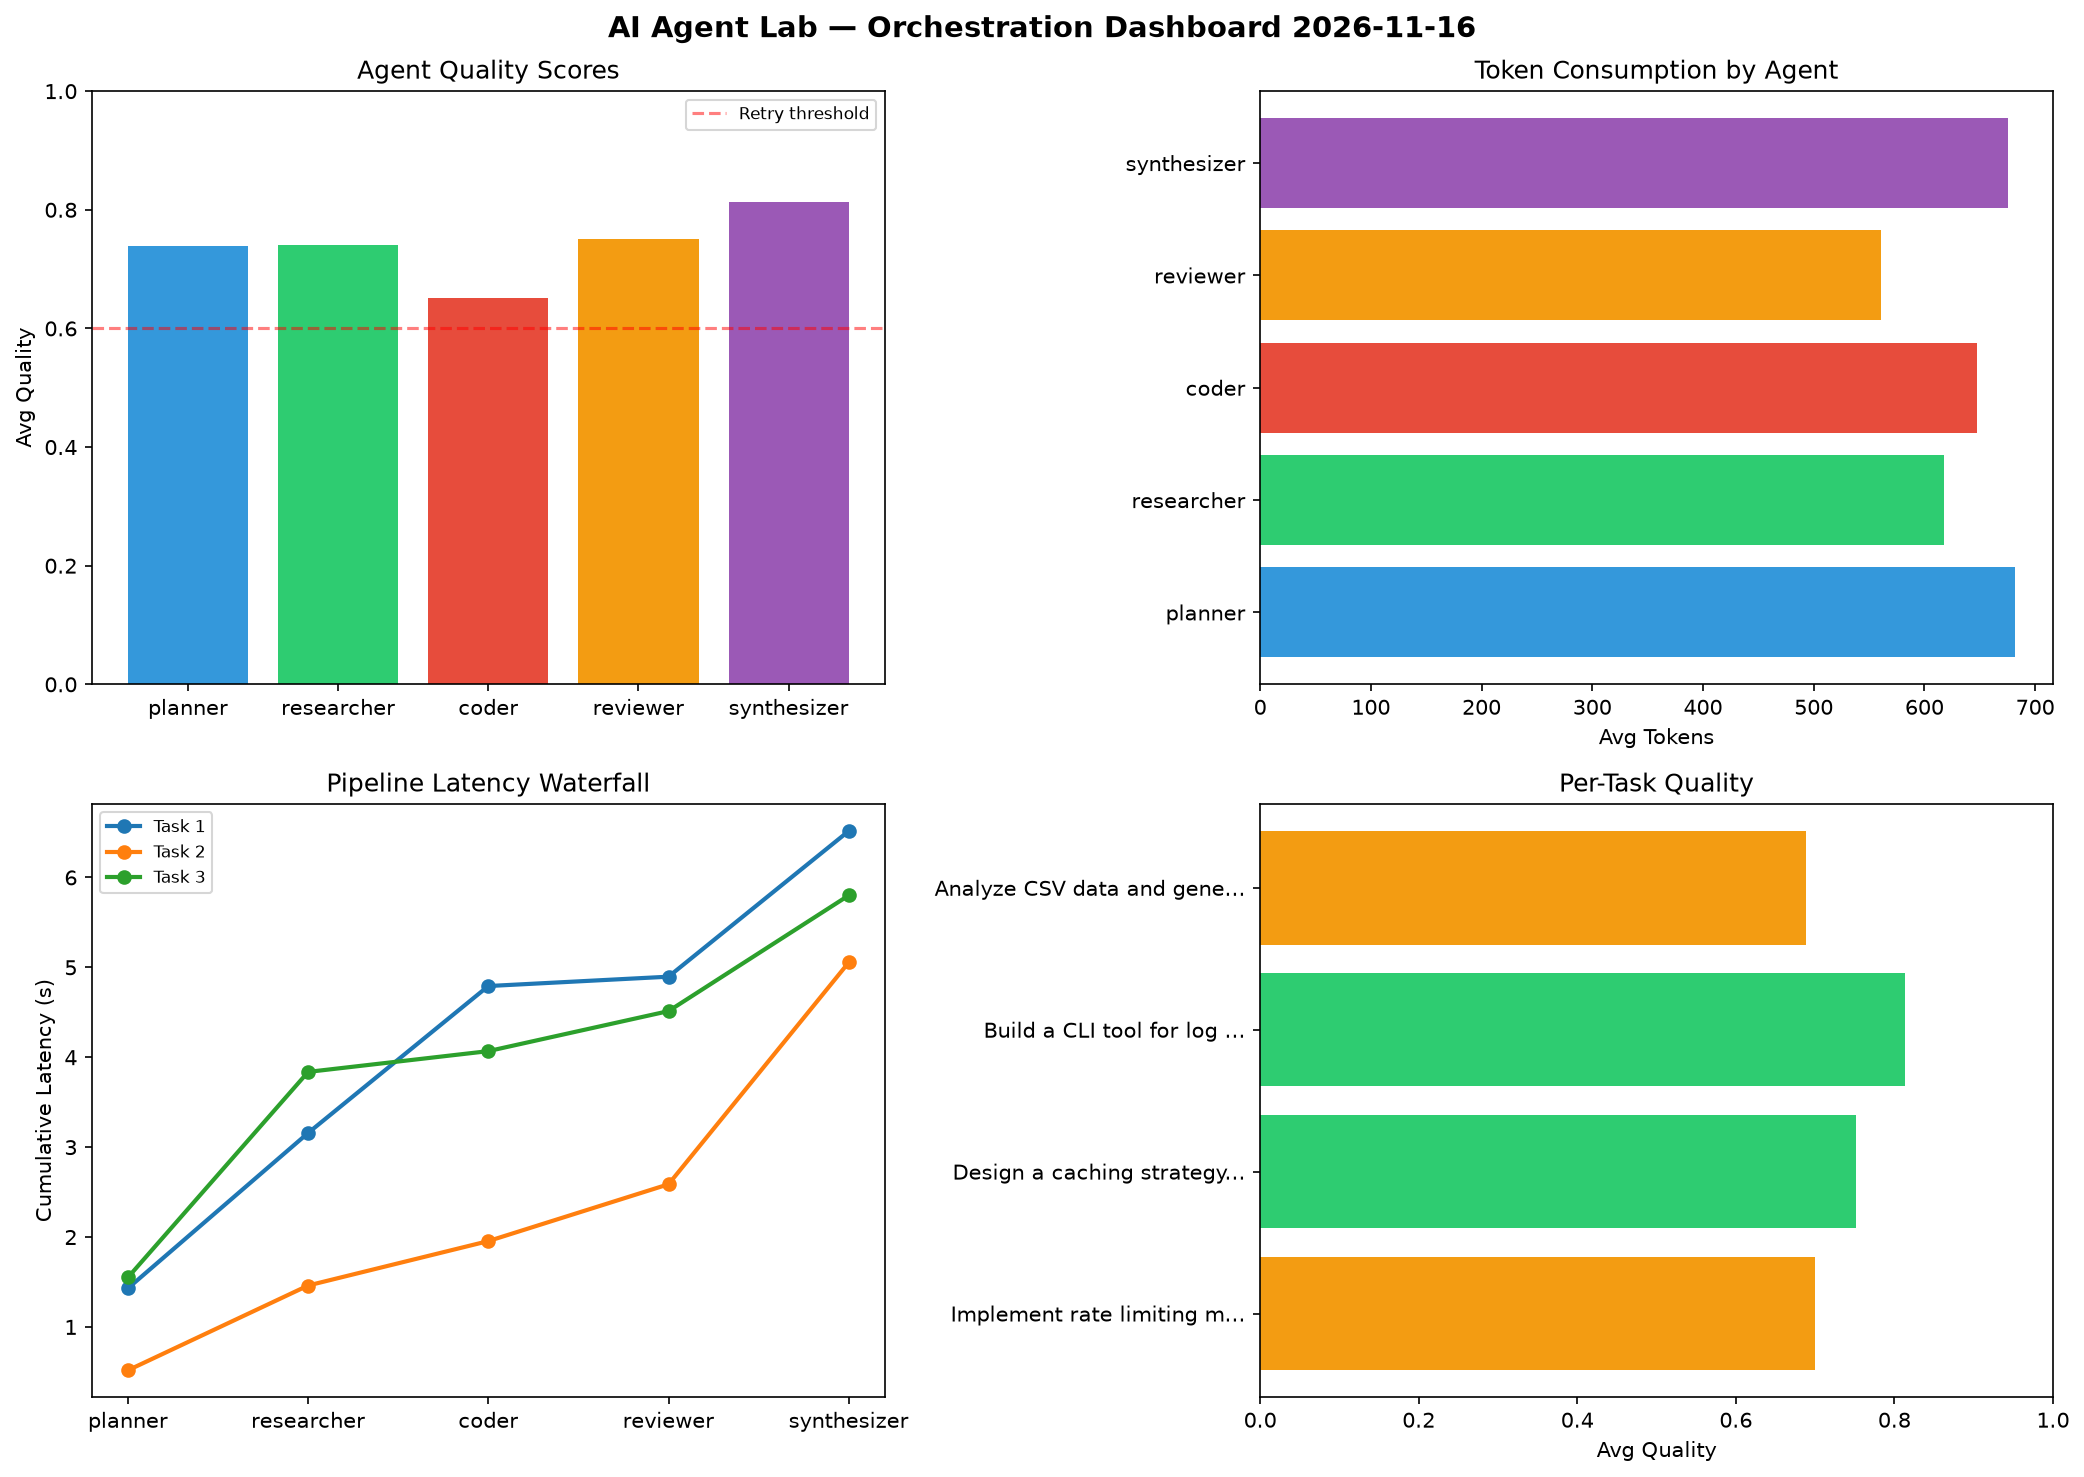 AI Agent Lab — Orchestration Dashboard 2026-11-16
Agent Quality Scores
Avg Quality
1.0
0.8
0.6
0.4
0.2
0.0
Retry threshold
planner
researcher
coder
reviewer
synthesizer
Token Consumption by Agent
synthesizer
reviewer
coder
researcher
planner
0
100
200
300
400
500
600
700
Avg Tokens
Pipeline Latency Waterfall
Cumulative Latency (s)
6
5
4
3
2
1
Task 1
Task 2
Task 3
planner
researcher
coder
reviewer
synthesizer
Per-Task Quality
Analyze CSV data and gene...
Build a CLI tool for log ...
Design a caching strategy...
Implement rate limiting m...
0.0
0.2
0.4
0.6
0.8
1.0
Avg Quality